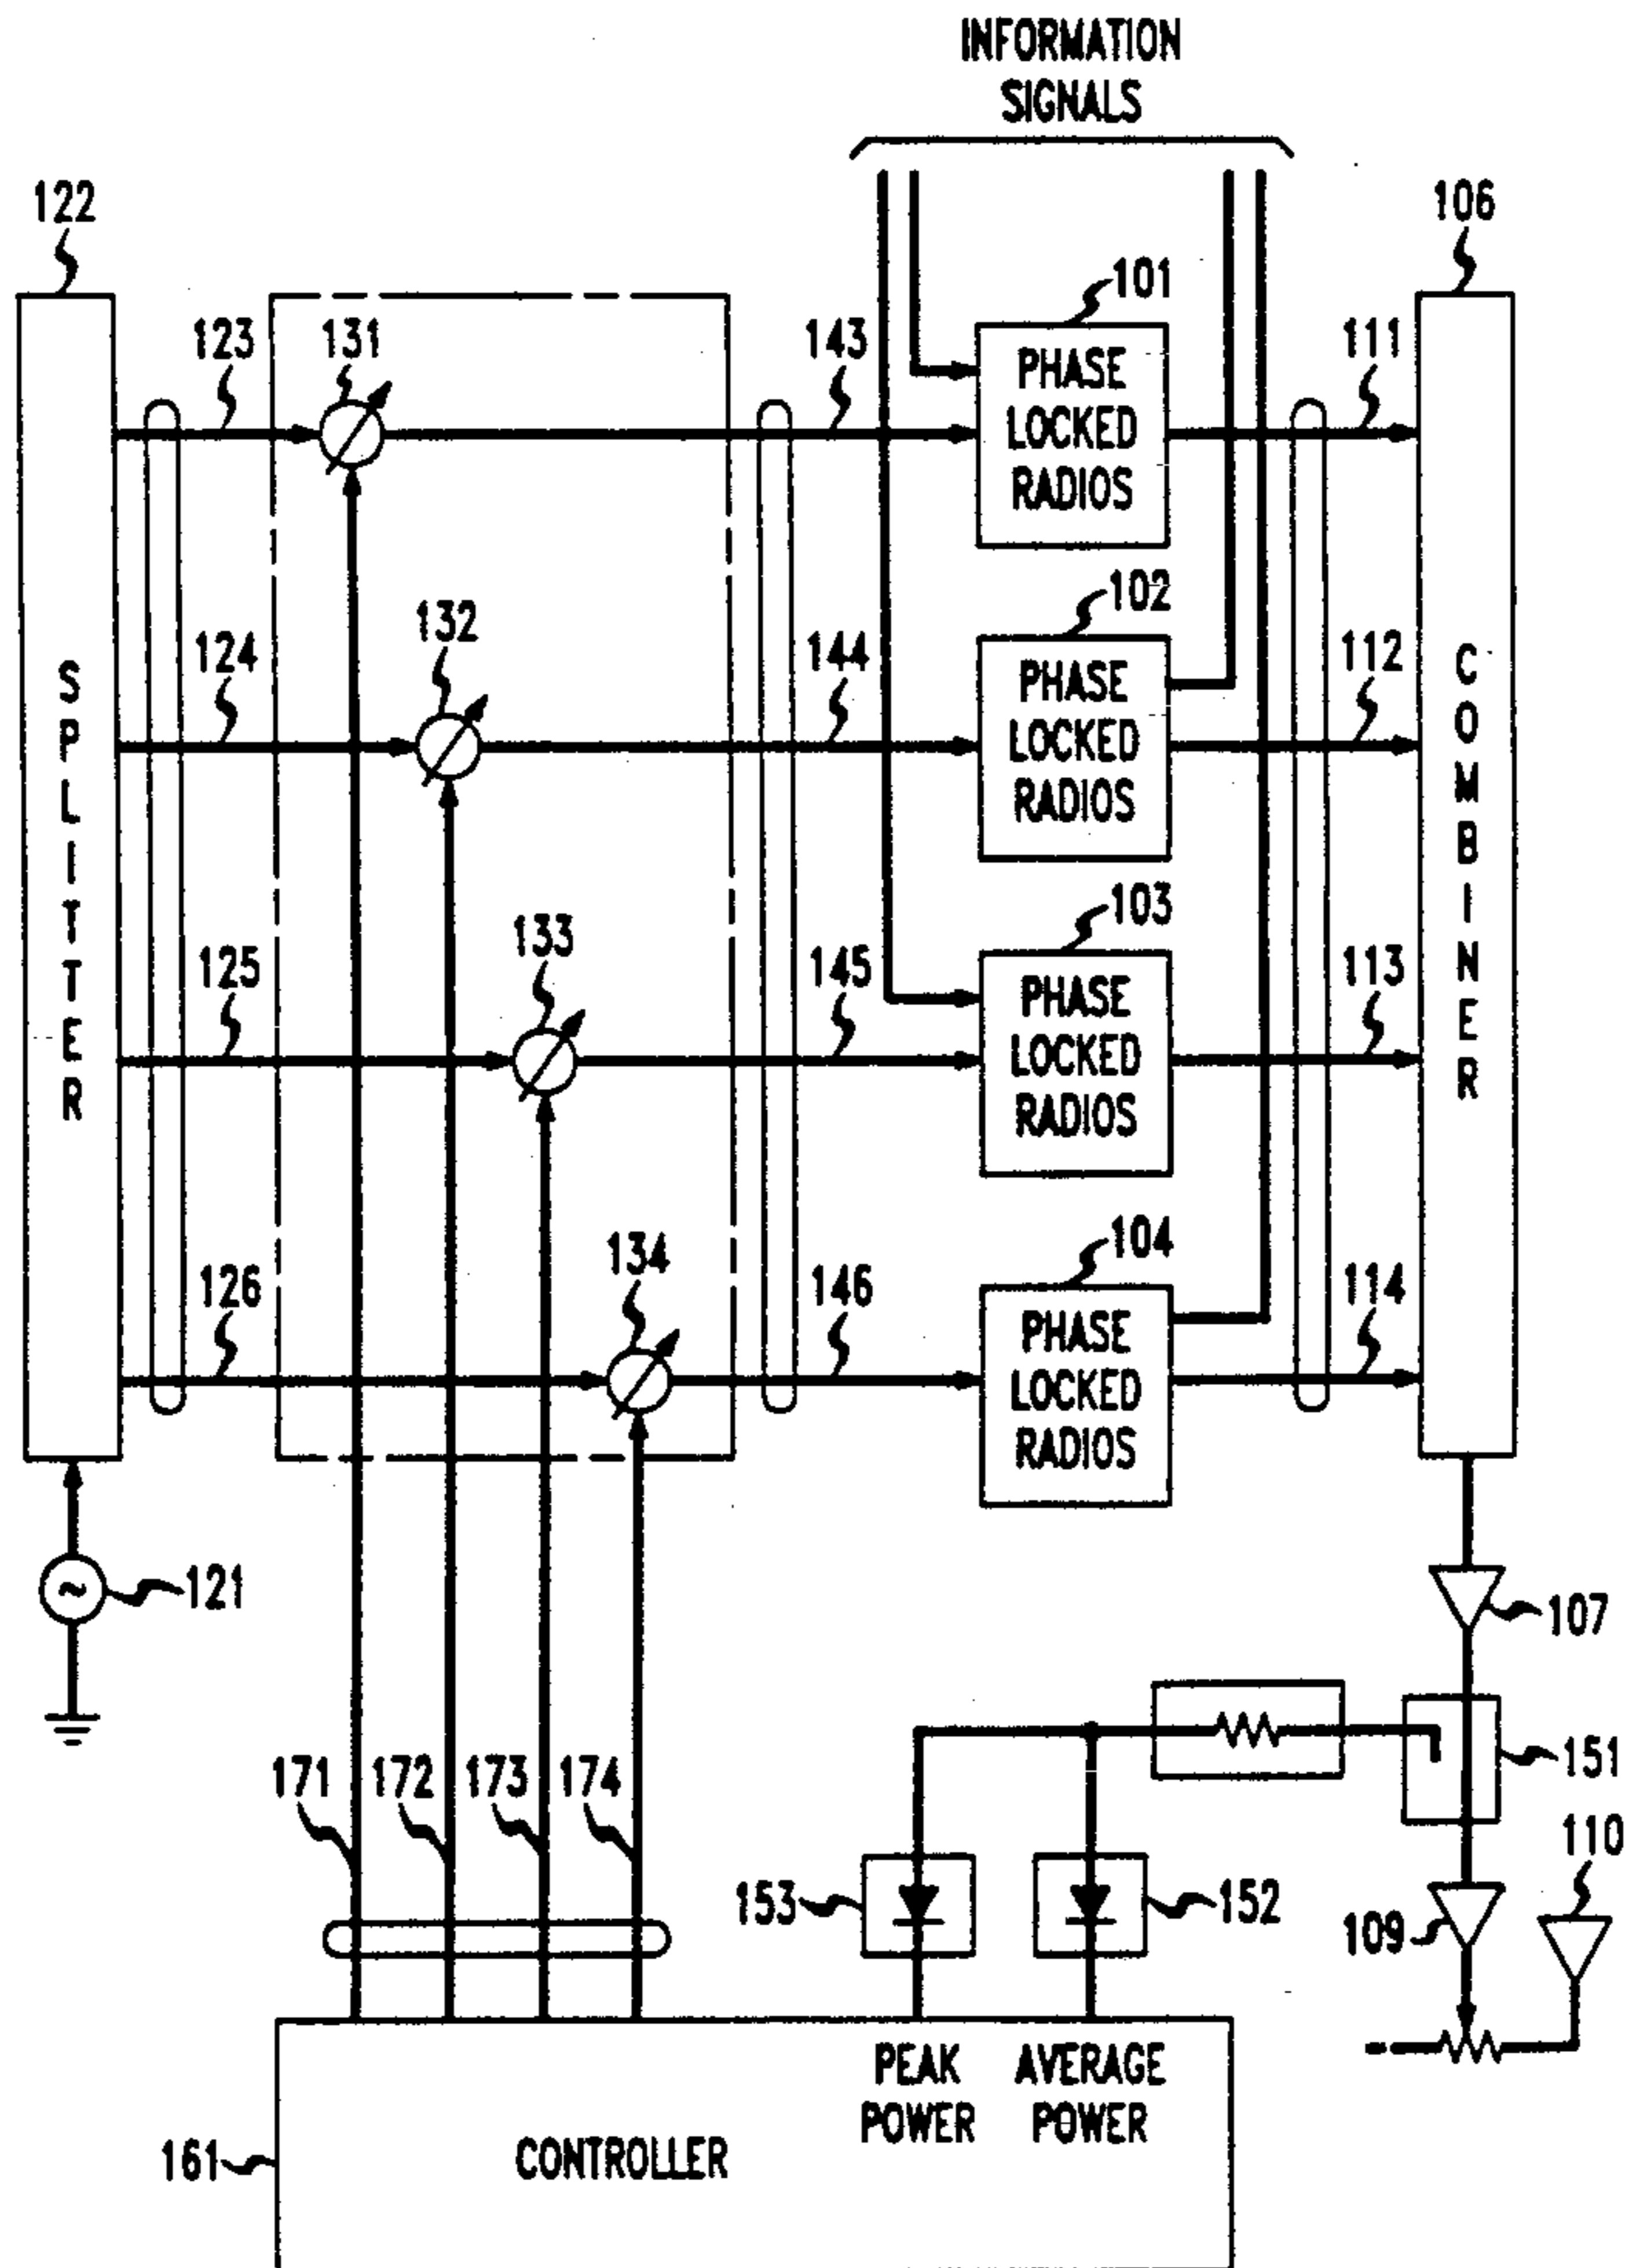 INFORMATION
SIGNALS
122
106
101
123
131
143
111
PHASE
LOCKED
RADIOS
102
132
124
144
112
PHASE
LOCKED
RADIOS
SPLITTER
COMBINER
103
133
125
145
113
PHASE
LOCKED
RADIOS
104
134
126
146
114
PHASE
LOCKED
RADIOS
~
121
107
151
171
172
173
174
110
153
152
109
PEAK
POWER
AVERAGE
POWER
161
CONTROLLER